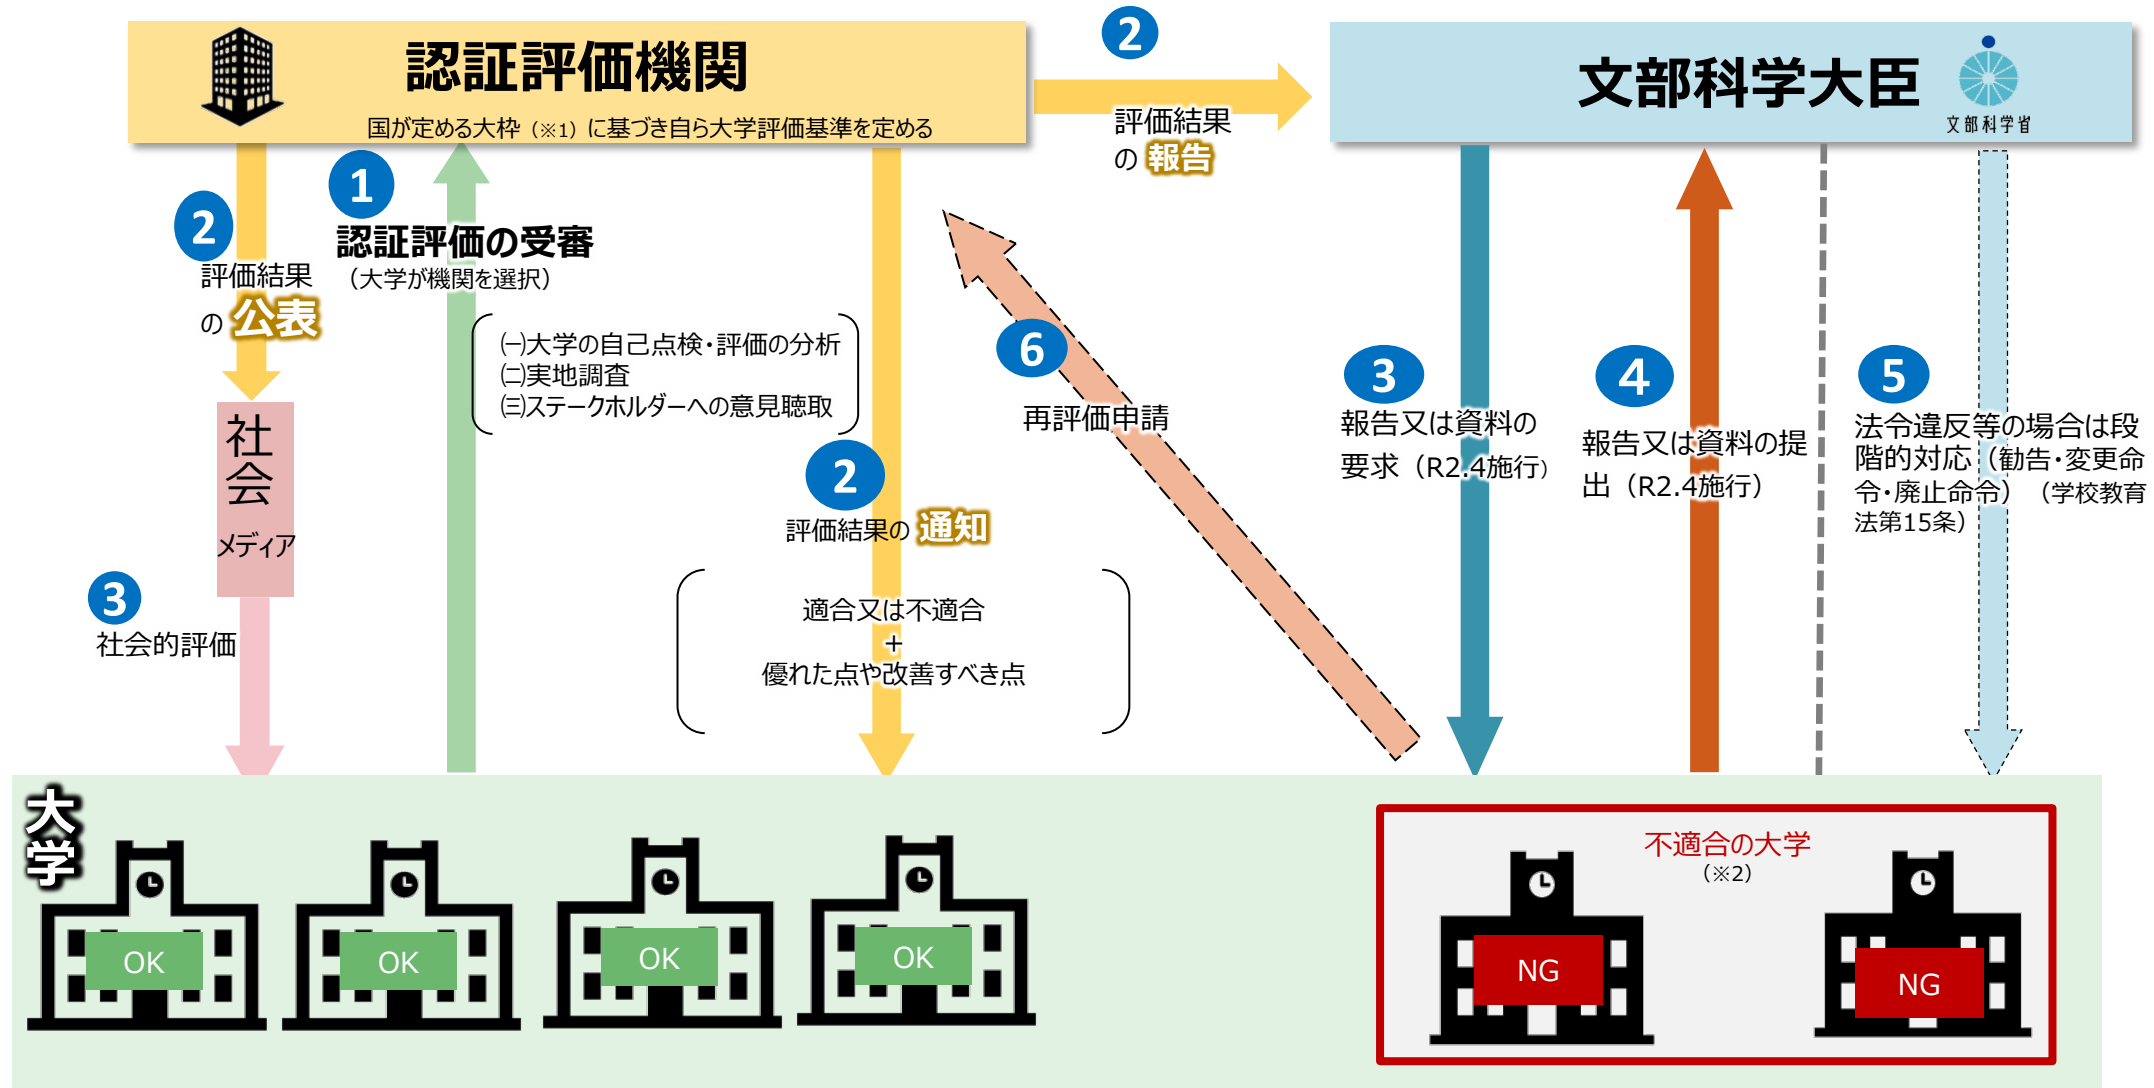 認証評価機関
国が定める大枠（※1）に基づき自ら大学評価基準を定める
2
評価結果
の 報告
文部科学大臣
文部科学省
2
評価結果
の 公表
1
認証評価の受審
（大学が機関を選択）
㈠大学の自己点検・評価の分析
㈡実地調査
㈢ステークホルダーへの意見聴取
2
評価結果の 通知
適合又は不適合
+
優れた点や改善すべき点
6
再評価申請
3
報告又は資料の
要求（R2.4施行）
4
報告又は資料の提
出（R2.4施行）
5
法令違反等の場合は段
階的対応（勧告・変更命
令・廃止命令）（学校教育
法第15条）
社会
メディア
3
社会的評価
大学
OK
OK
OK
OK
不適合の大学
（※2）
NG
NG